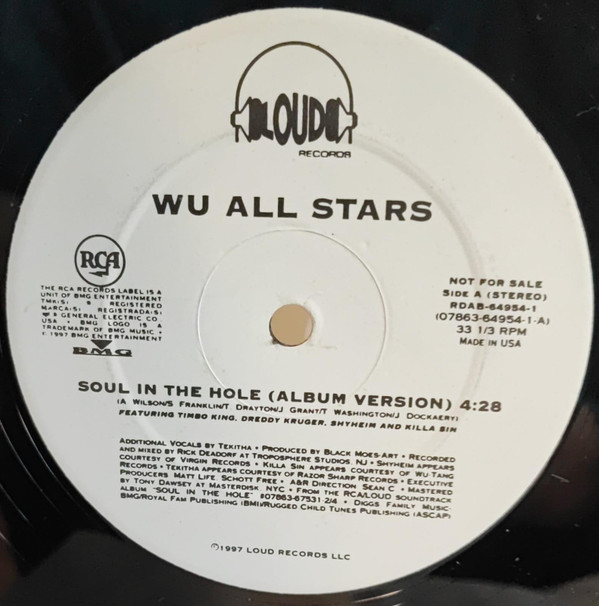 LOUD
RECORDS
WU ALL STARS
RCA
THE RCA RECORDS LABEL IS A
UNIT OF BMG ENTERTAINMENT
TMK(S) ® REGISTERED
MARCA(S) REGISTRADA(S)
GENERAL ELECTRIC CO.
USA • BMG LOGO IS A
TRADEMARK OF BMG MUSIC •
1997 BMG ENTERTAINMENT
BMG
NOT FOR SALE
SIDE A (STEREO)
RDAB-64954-1
(07863-64954-1-A)
33 1/3 RPM
MADE IN USA
SOUL IN THE HOLE (ALBUM VERSION) 4:28
(A WILSON/S FRANKLIN/T DRAYTON/J GRANT/T WASHINGTON/J DOCKAERY)
FEATURING TIMBO KING, DREDDY KRUGER, SHYHEIM AND KILLA SIN
ADDITIONAL VOCALS BY TEKITHA • PRODUCED BY BLACK MOES-ART • RECORDED
AND MIXED BY RICK DEADORF AT TROPOSPHERE STUDIOS, NJ • SHYHEIM APPEARS
COURTESY OF VIRGIN RECORDS • KILLA SIN APPEARS COURTESY OF WU-TANG
RECORDS • TEKITHA APPEARS COURTESY OF RAZOR SHARP RECORDS • EXECUTIVE
PRODUCERS MATT LIFE, SCHOTT FREE • A&R DIRECTION: SEAN C • MASTERED
BY TONY DAWSEY AT MASTERDISK, NYC • FROM THE RCA/LOUD SOUNDTRACK
ALBUM "SOUL IN THE HOLE" #07863-67531-2/4 • DIGGS FAMILY MUSIC-
BMG/ROYAL FAM PUBLISHING (BMI)/RUGGED CHILD TUNES PUBLISHING (ASCAP)
℗1997 LOUD RECORDS LLC